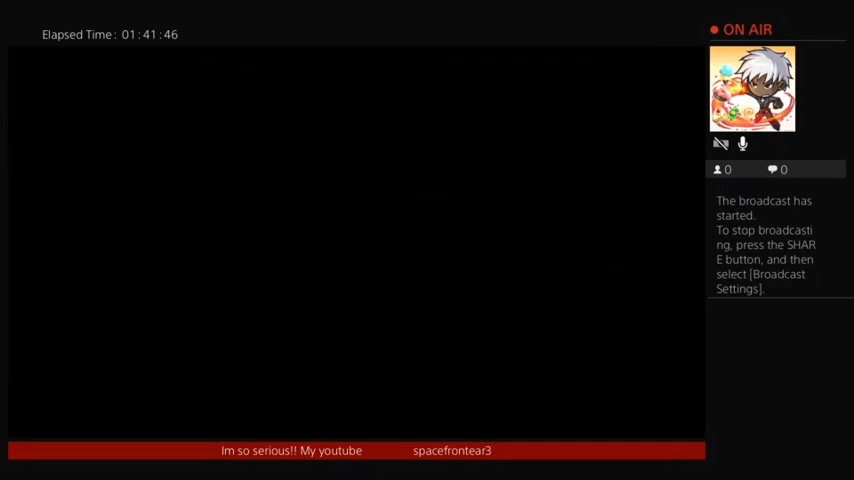 Elapsed Time: 01:41:46
ON AIR
0 0
The broadcast has
started.
To stop broadcasti
ng, press the SHAR
E button, and then
select [Broadcast
Settings].
Im so serious!! My youtube spacefrontear3